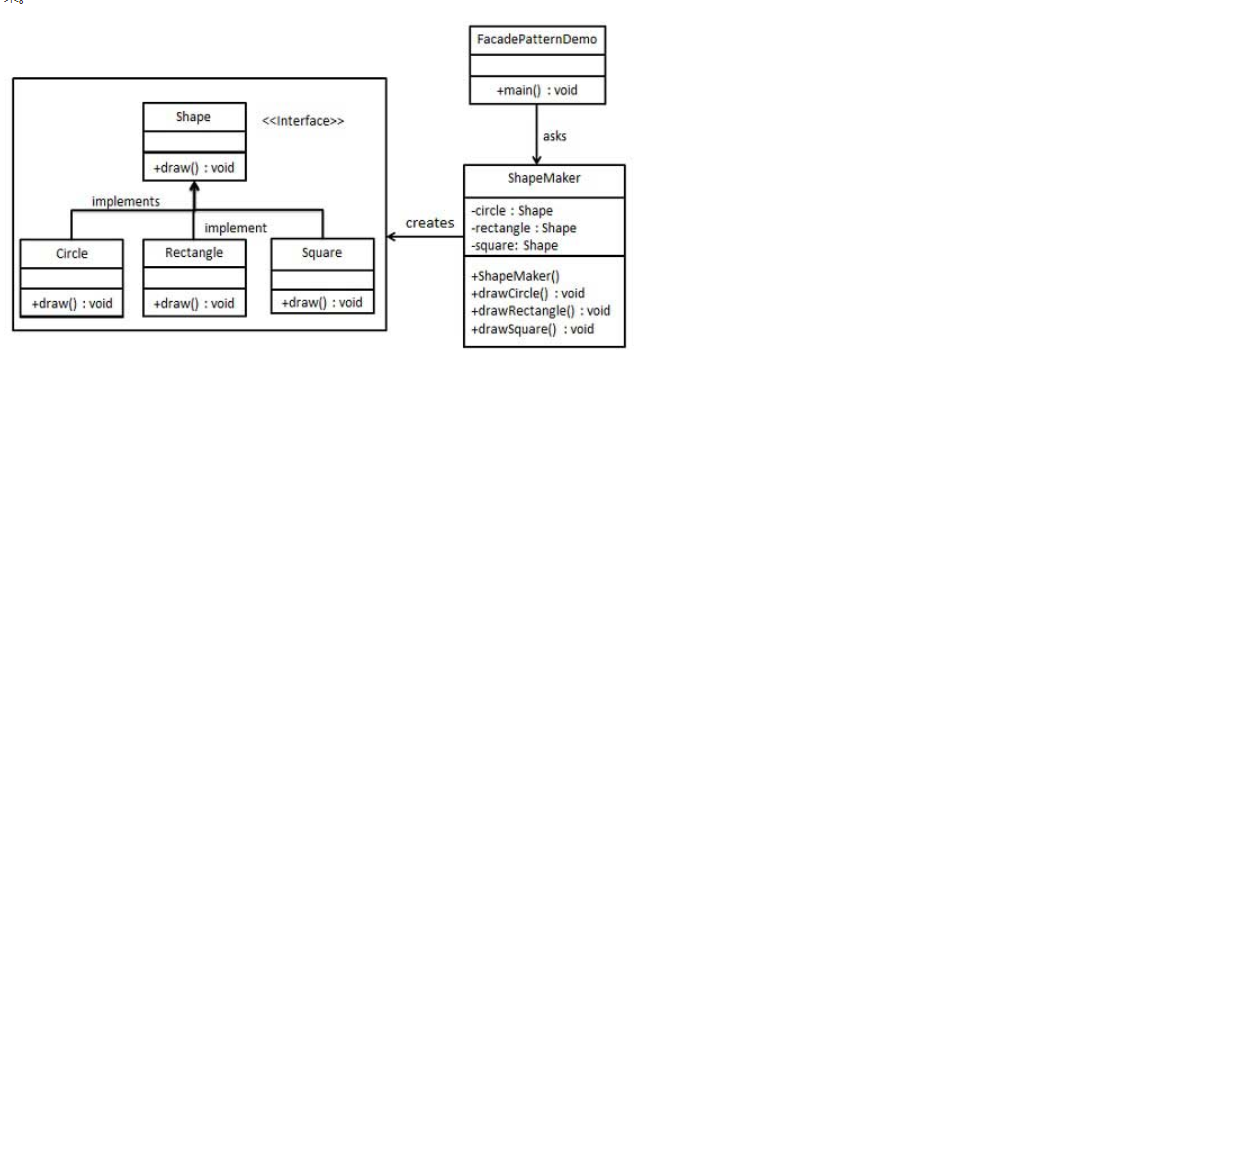 FacadePatternDemo
+main() : void
asks
Shape
<<Interface>>
+draw() : void
implements
implement
Circle
+draw() : void
Rectangle
+draw() : void
Square
+draw() : void
creates
ShapeMaker
-circle : Shape
-rectangle : Shape
-square: Shape
+ShapeMaker()
+drawCircle() : void
+drawRectangle() : void
+drawSquare() : void